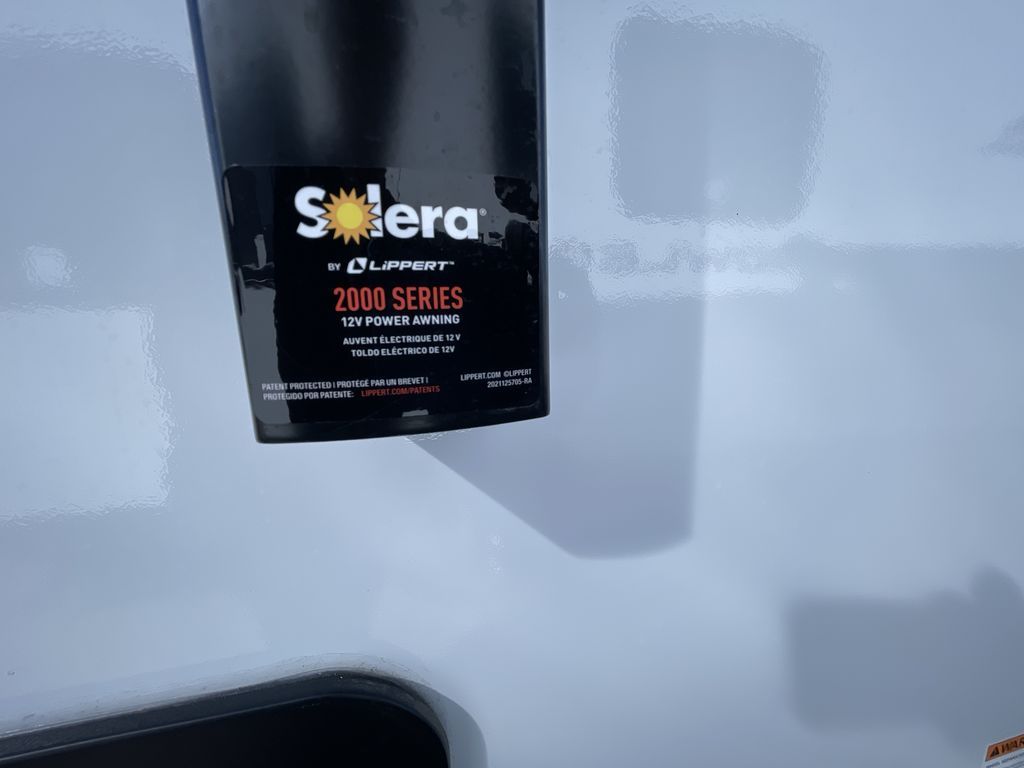 Solera®
BY LIPPERT™
2000 SERIES
12V POWER AWNING
AUVENT ÉLECTRIQUE DE 12 V
TOLDO ELÉCTRICO DE 12V
PATENT PROTECTED | PROTÉGÉ PAR UN BREVET |
PROTEGIDO POR PATENTE: LIPPERT.COM/PATENTS
LIPPERT.COM ©LIPPERT
2021125705-RA